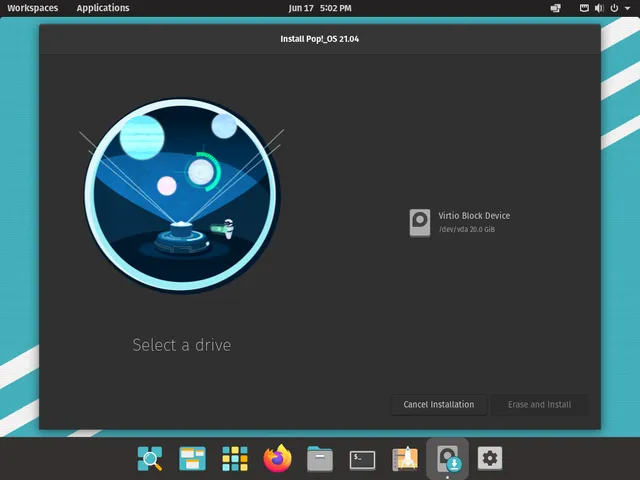 Workspaces Applications Jun 17 5:02 PM
Install Pop!_OS 21.04
Virtio Block Device
/dev/vda 20.0 GiB
Select a drive
Cancel Installation Erase and Install
$_